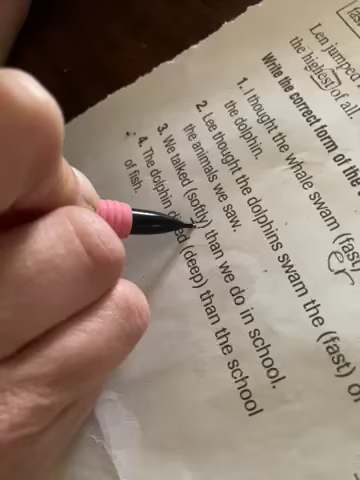 Len jumped
the highest of all.
Write the correct form of the
1. I thought the whale swam (fast)
er
the dolphin.
2. Lee thought the dolphins swam the (fast) of
the animals we saw.
3. We talked (softly) than we do in school.
4. The dolphin (deep) than the school
of fish.